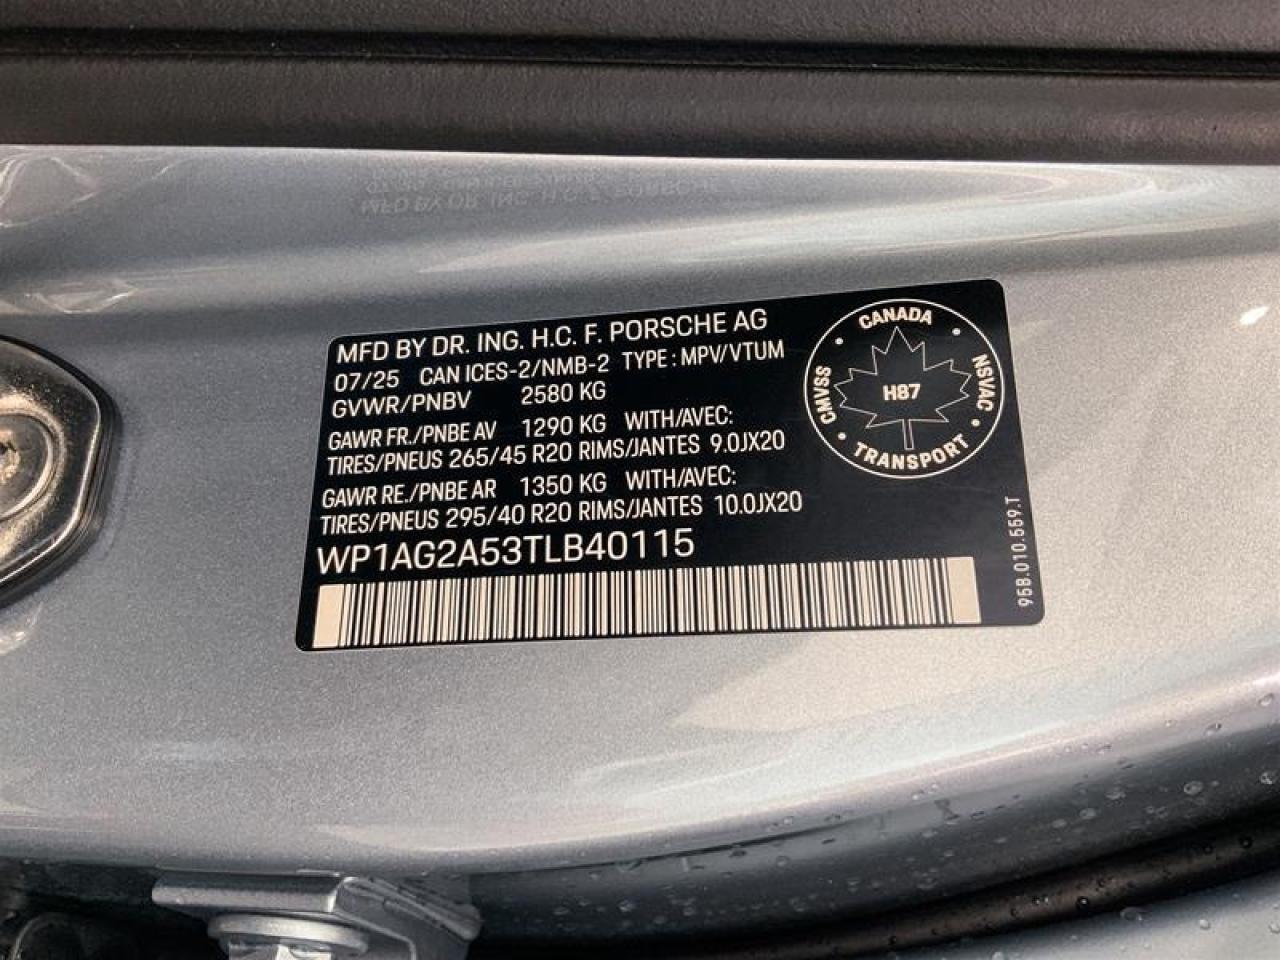 MFD BY DR. ING. H.C. F. PORSCHE AG
07/25 CAN ICES-2/NMB-2 TYPE : MPV/VTUM
GVWR/PNBV 2580 KG
GAWR FR./PNBE AV 1290 KG WITH/AVEC:
TIRES/PNEUS 265/45 R20 RIMS/JANTES 9.0JX20
GAWR RE./PNBE AR 1350 KG WITH/AVEC:
TIRES/PNEUS 295/40 R20 RIMS/JANTES 10.0JX20
WP1AG2A53TLB40115
CANADA
CMVSS
H87
NSVAC
TRANSPORT
95B.010.559.T